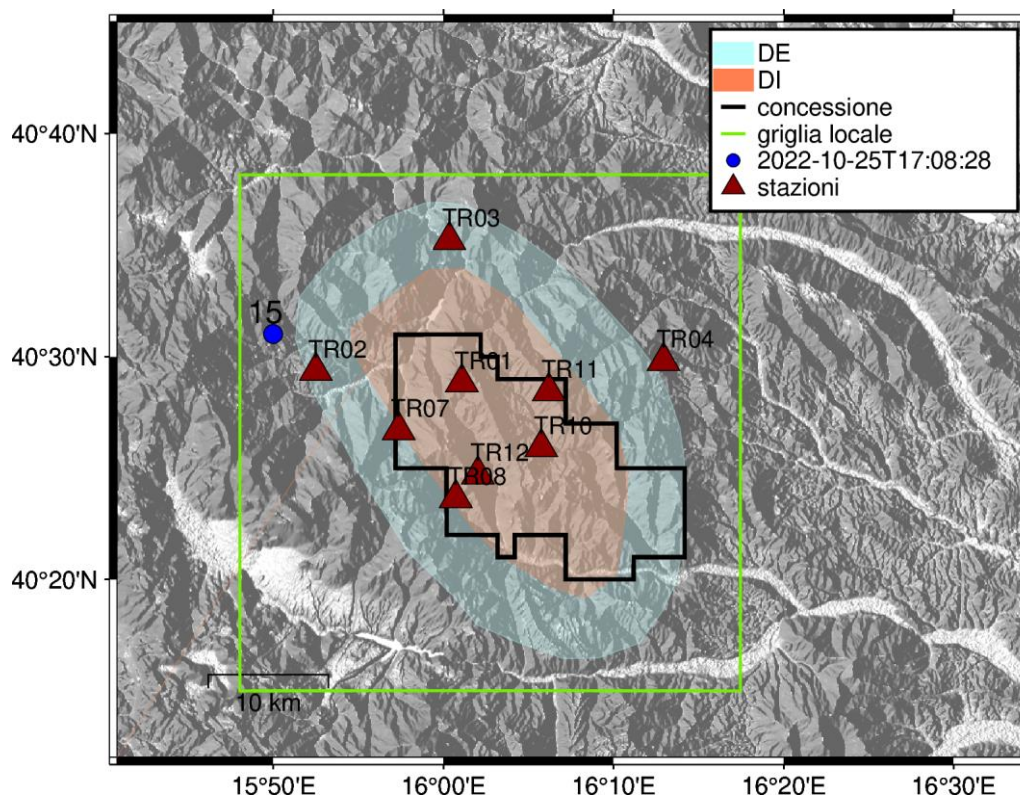 DE
DI
concessione
griglia locale
2022-10-25T17:08:28
stazioni
40°40'N
40°30'N
40°20'N
TR03
15
TR02
TR04
TR01
TR11
TR07
TR10
TR12
TR08
10 km
15°50'E
16°00'E
16°10'E
16°20'E
16°30'E